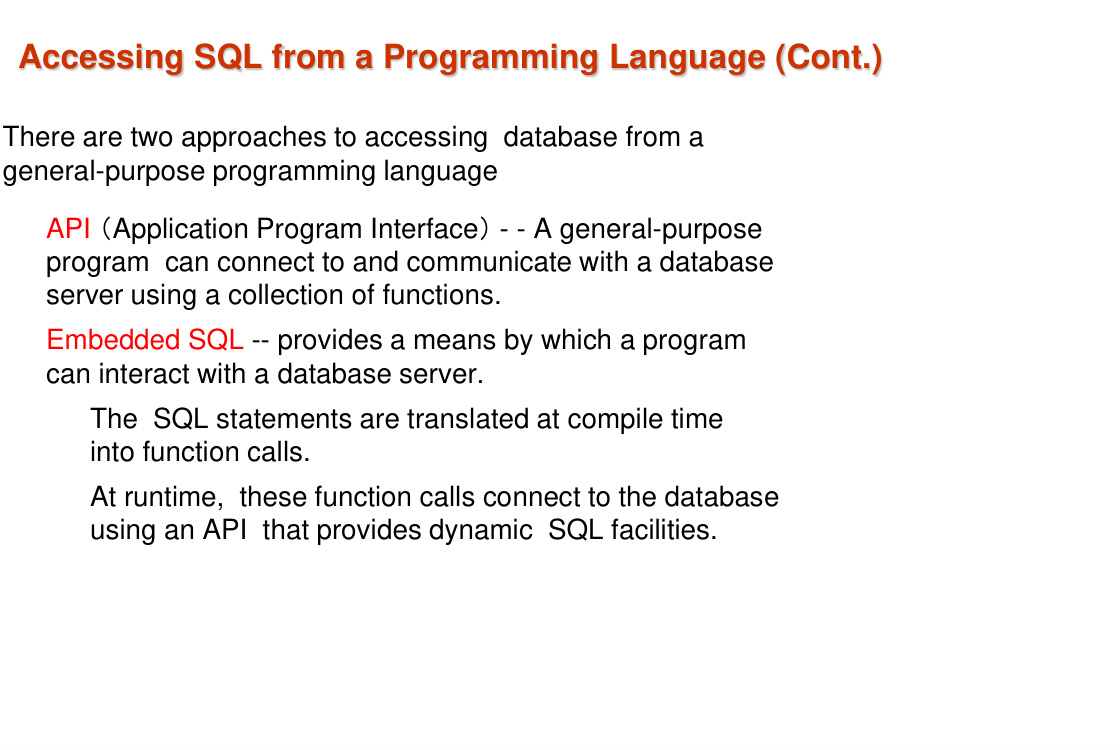 Accessing SQL from a Programming Language (Cont.)
There are two approaches to accessing  database from a
general-purpose programming language
API（Application Program Interface）- - A general-purpose
program  can connect to and communicate with a database
server using a collection of functions.
Embedded SQL -- provides a means by which a program
can interact with a database server.
The  SQL statements are translated at compile time
into function calls.
At runtime,  these function calls connect to the database
using an API  that provides dynamic  SQL facilities.